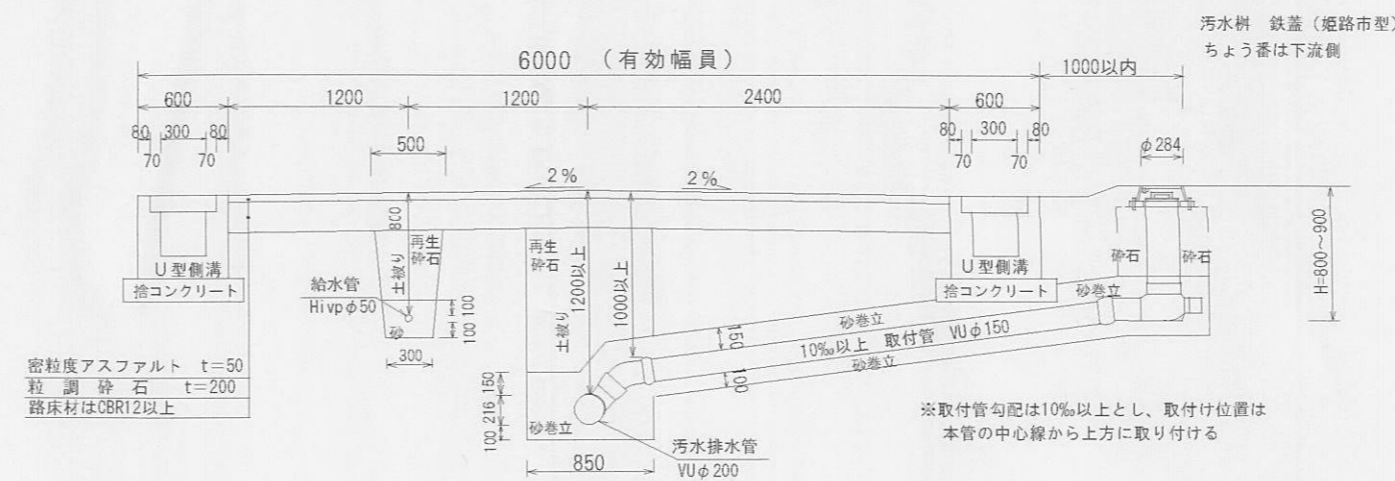 汚水桝 鉄蓋（姫路市型）
ちょう番は下流側
6000 （有効幅員）
1000以内
600
1200
1200
2400
600
80
300
80
70
70
500
80
300
80
70
70
φ284
2%
2%
800
土被り
再生
砕石
再生
砕石
1200以上
土被り
1000以上
U型側溝
捨コンクリート
U型側溝
捨コンクリート
砕石
砕石
H=800~900
給水管
Hivpφ50
砂
100
100
300
砂巻立
砂巻立
150
10‰以上 取付管 VUφ150
100
砂巻立
密粒度アスファルト t=50
粒調砕石 t=200
路床材はCBR12以上
150
216
100
砂巻立
汚水排水管
VUφ200
850
※取付管勾配は10‰以上とし、取付け位置は
本管の中心線から上方に取り付ける